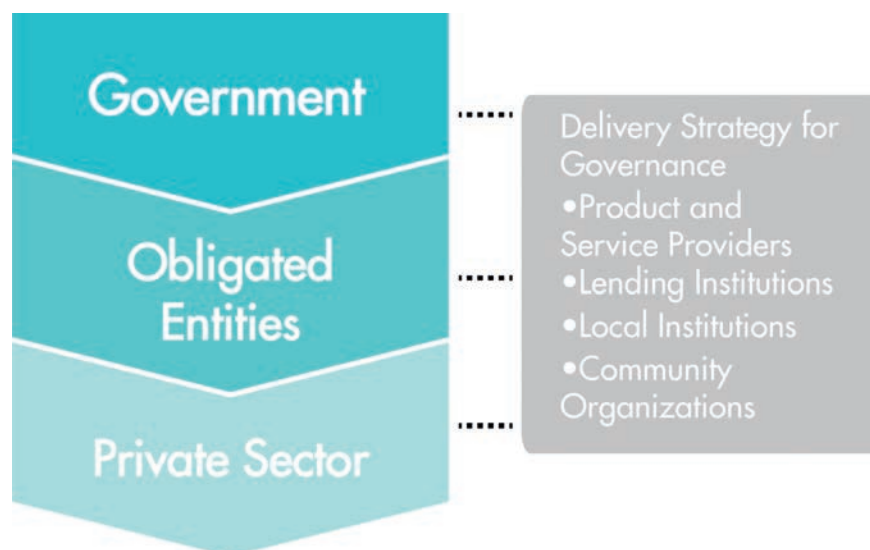 Government
Obligated
Entities
Private Sector
Delivery Strategy for
Governance
•Product and
Service Providers
•Lending Institutions
•Local Institutions
•Community
Organizations